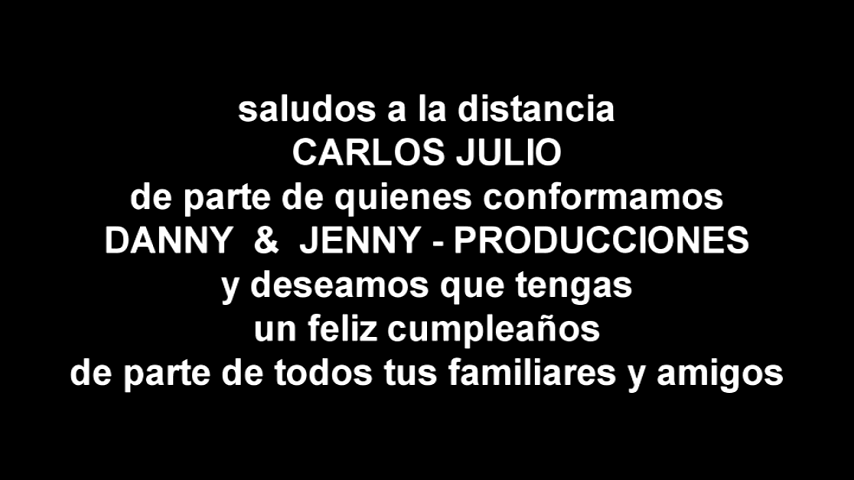 saludos a la distancia
CARLOS JULIO
de parte de quienes conformamos
DANNY & JENNY - PRODUCCIONES
y deseamos que tengas
un feliz cumpleaños
de parte de todos tus familiares y amigos